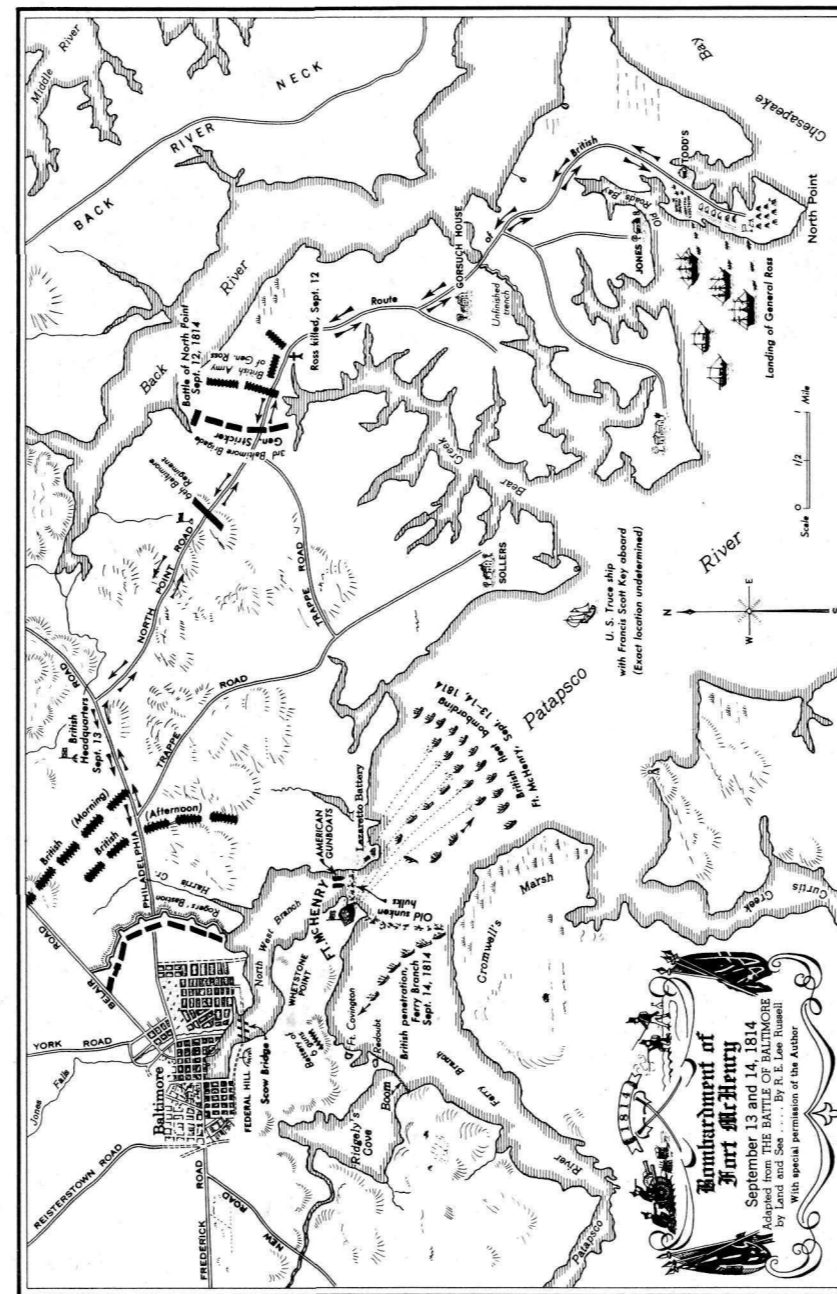 Middle River
BACK RIVER NECK
Chesapeake Bay
Back River
Battle of North Point
Sept. 12, 1814
British Army
of Gen. Ross
Ross killed, Sept. 12
Gen. Stricker
3rd Baltimore Brigade
6th Baltimore
Regiment
Route of British
GORSUCH HOUSE
Unfinished
trench
TODD'S
Old Roads Bay
JONES
North Point
Landing of General Ross
Bear Creek
SOLLERS
NORTH POINT ROAD
TRAPPE ROAD
TRAPPE ROAD
PHILADELPHIA ROAD
British
Headquarters
Sept. 13
British (Morning)
British (Afternoon)
BELAIR ROAD
Harris Cr.
Rogers' Bastion
YORK ROAD
Jones Falls
Baltimore
REISTERSTOWN ROAD
FREDERICK ROAD
NEW ROAD
FEDERAL HILL
Scow Bridge
North West Branch
WHETSTONE
POINT
FT. McHENRY
AMERICAN
GUNBOATS
Lazaretto Battery
Old sunken
hulks
Battery of
6 guns
Ft. Covington
Redoubt
Boom
Ridgely's
Cove
British penetration,
Ferry Branch
Sept. 14, 1814
Ferry Branch
Cromwell's Marsh
British fleet bombarding
Ft. McHenry, Sept. 13-14, 1814
Patapsco River
Patapsco River
Curtis Creek
U. S. Truce ship
with Francis Scott Key aboard
(Exact location undetermined)
N
W E
S
Scale 0 1/2 1 Mile
1814
Bombardment of
Fort McHenry
September 13 and 14, 1814
Adapted from THE BATTLE OF BALTIMORE
by Land and Sea . . . . By R. E. Lee Russell
With special permission of the Author